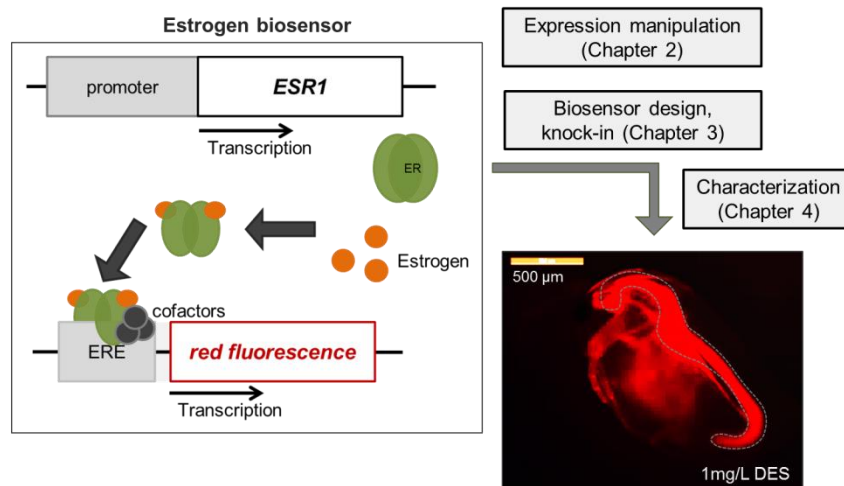 Estrogen biosensor
promoter
ESR1
Transcription
ER
Estrogen
cofactors
ERE
red fluorescence
Transcription
Expression manipulation
(Chapter 2)
Biosensor design,
knock-in (Chapter 3)
Characterization
(Chapter 4)
500 µm
1mg/L DES